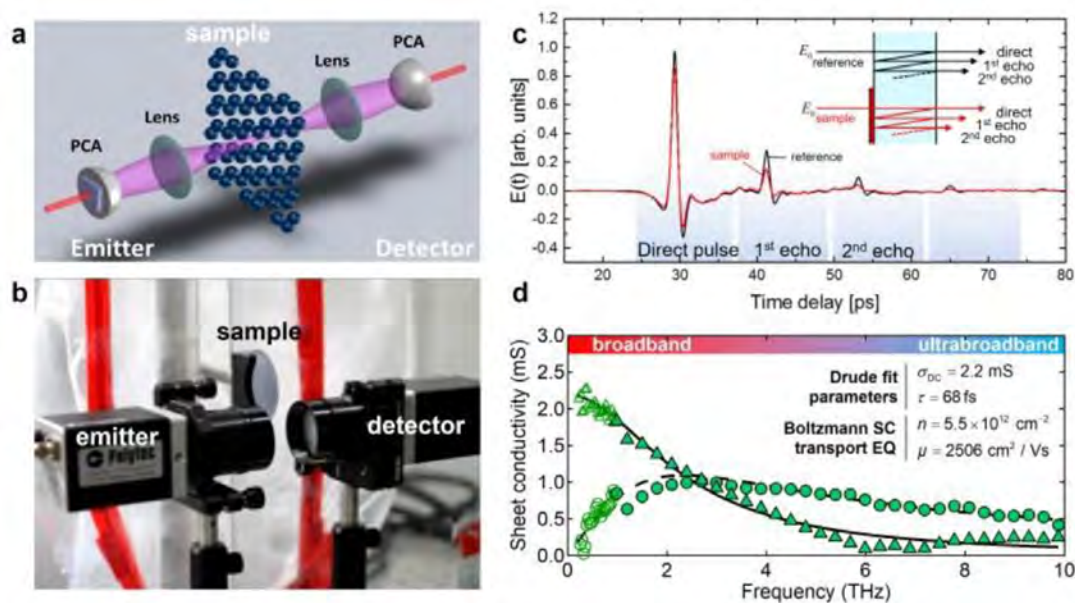 a
sample
PCA
Lens
Lens
PCA
Emitter
Detector
b
sample
emitter
detector
Polytec
c
E(t) [arb. units]
1.0
0.8
0.6
0.4
0.2
0.0
-0.2
-0.4
E₀ reference
direct
1st echo
2nd echo
E₀ sample
direct
1st echo
2nd echo
sample
reference
Direct pulse
1st echo
2nd echo
20 30 40 50 60 70 80
Time delay [ps]
d
Sheet conductivity (mS)
3.0
2.5
2.0
1.5
1.0
0.5
0.0
broadband
ultrabroadband
Drude fit
parameters
σDC = 2.2 mS
τ = 68 fs
Boltzmann SC
transport EQ
n = 5.5 × 10¹² cm⁻²
μ = 2506 cm² / Vs
0 2 4 6 8 10
Frequency (THz)